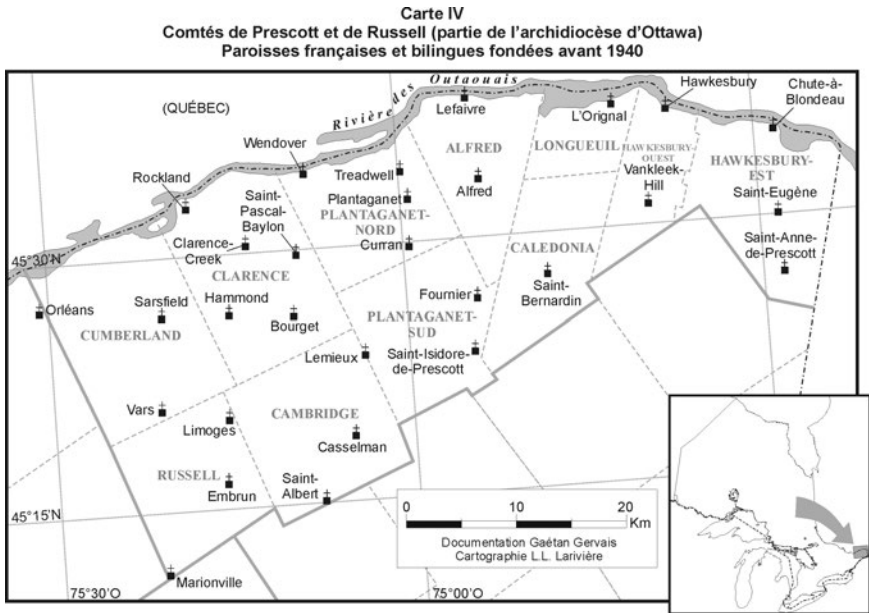 Carte IV
Comtés de Prescott et de Russell (partie de l'archidiocèse d'Ottawa)
Paroisses françaises et bilingues fondées avant 1940
(QUÉBEC)
Rivière des Outaouais
Lefaivre
L'Orignal
Hawkesbury
Chute-à-
Blondeau
Wendover
Rockland
Treadwell
ALFRED
Alfred
LONGUEUIL
HAWKESBURY-
OUEST
Vankleek-
Hill
HAWKESBURY-
EST
Saint-Eugène
Saint-
Pascal-
Baylon
Plantaganet
PLANTAGANET-
NORD
Curran
Clarence-
Creek
CLARENCE
CALEDONIA
Saint-
Bernardin
Saint-Anne-
de-Prescott
45°30'N
Orléans
Sarsfield
Hammond
Bourget
Fournier
CUMBERLAND
PLANTAGANET-
SUD
Lemieux
Saint-Isidore-
de-Prescott
Vars
Limoges
CAMBRIDGE
Casselman
RUSSELL
Embrun
Saint-
Albert
45°15'N
Marionville
75°30'O
75°00'O
0 10 20
Km
Documentation Gaétan Gervais
Cartographie L.L. Larivière